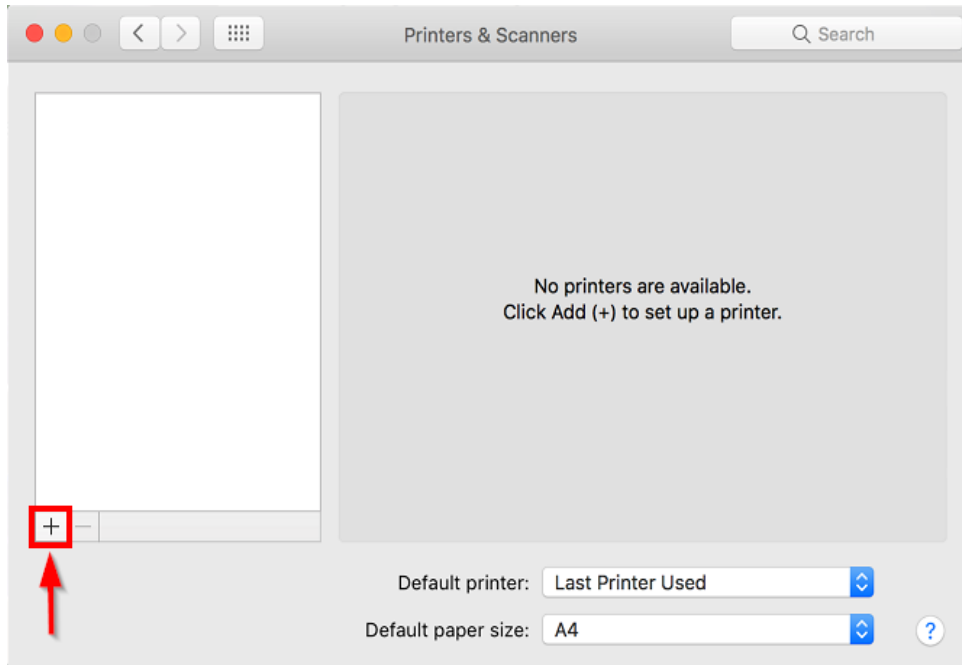 Printers & Scanners
Search
No printers are available.
Click Add (+) to set up a printer.
+ −
Default printer: Last Printer Used
Default paper size: A4
?